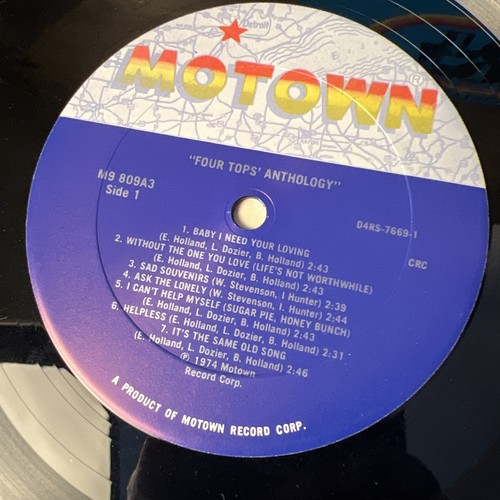 Detroit
MOTOWN®
"FOUR TOPS' ANTHOLOGY"
M9 809A3
Side 1
D4RS-7669-1
CRC
1. BABY I NEED YOUR LOVING
(E. Holland, L. Dozier, B. Holland) 2:43
2. WITHOUT THE ONE YOU LOVE (LIFE'S NOT WORTHWHILE)
(E. Holland, L. Dozier, B. Holland) 2:43
3. SAD SOUVENIRS (W. Stevenson, I. Hunter) 2:39
4. ASK THE LONELY (W. Stevenson, I. Hunter) 2:44
5. I CAN'T HELP MYSELF (SUGAR PIE, HONEY BUNCH)
(E. Holland, L. Dozier, B. Holland) 2:43
6. HELPLESS (E. Holland, L. Dozier, B. Holland) 2:31
7. IT'S THE SAME OLD SONG
(E. Holland, L. Dozier, B. Holland) 2:46
℗ 1974 Motown
Record Corp.
A PRODUCT OF MOTOWN RECORD CORP.